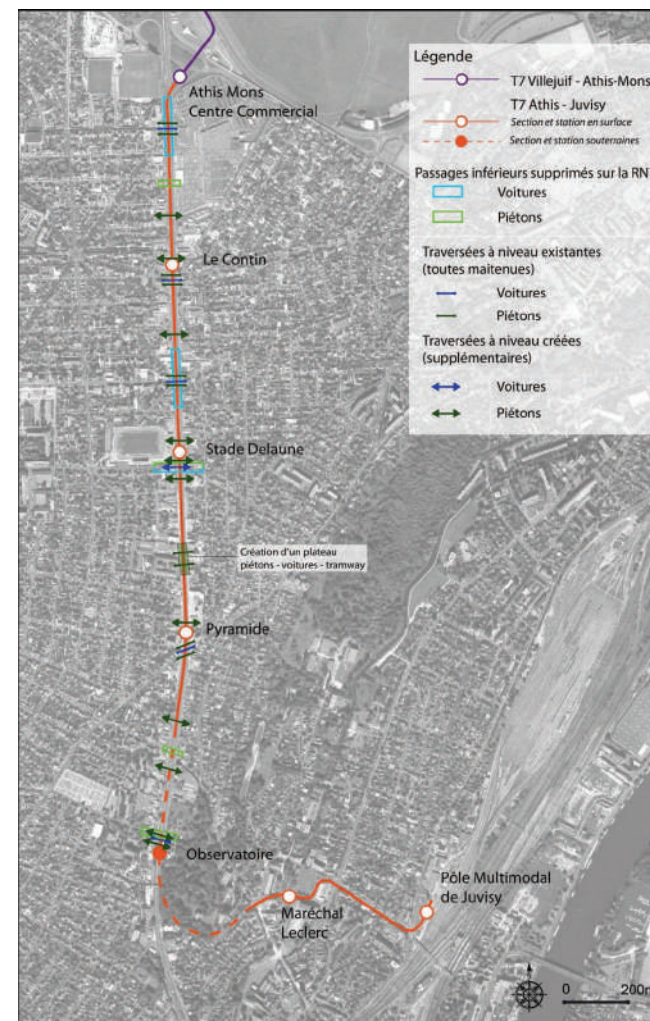 Légende
T7 Villejuif - Athis-Mons
T7 Athis - Juvisy
Section et station en surface
Section et station souterraines
Passages inférieurs supprimés sur la RN7
Voitures
Piétons
Traversées à niveau existantes
(toutes maitenues)
Voitures
Piétons
Traversées à niveau créées
(supplémentaires)
Voitures
Piétons
Athis Mons
Centre Commercial
Le Contin
Stade Delaune
Création d'un plateau
piétons - voitures - tramway
Pyramide
Observatoire
Maréchal
Leclerc
Pôle Multimodal
de Juvisy
0 200m